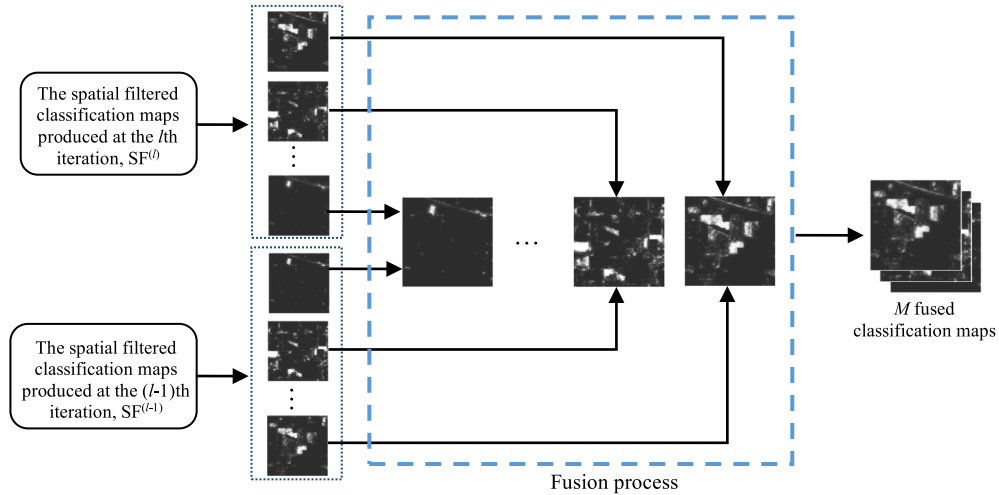 The spatial filtered
classification maps
produced at the lth
iteration, SF⁽ˡ⁾
The spatial filtered
classification maps
produced at the (l-1)th
iteration, SF⁽ˡ⁻¹⁾
...
Fusion process
M fused
classification maps